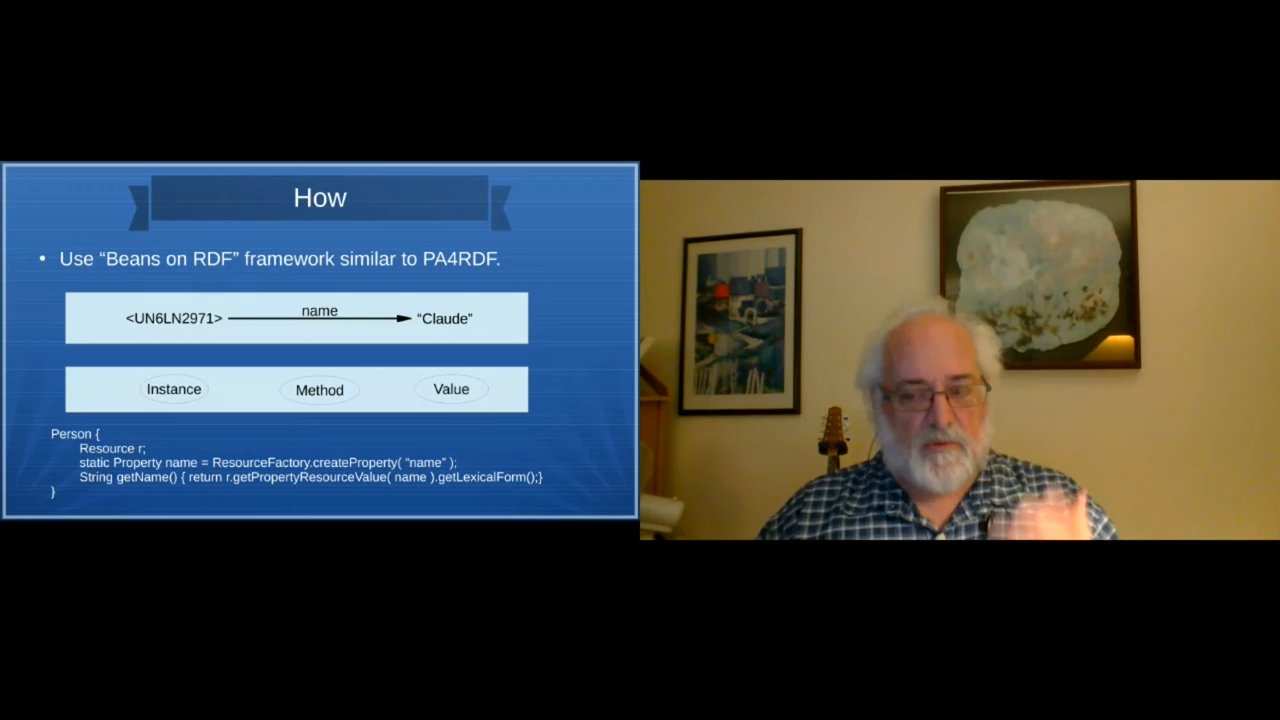 How
• Use “Beans on RDF” framework similar to PA4RDF.
name
<UN6LN2971> “Claude”
Instance Method Value
Person {
Resource r;
static Property name = ResourceFactory.createProperty( “name” );
String getName() { return r.getPropertyResourceValue( name ).getLexicalForm();}
}